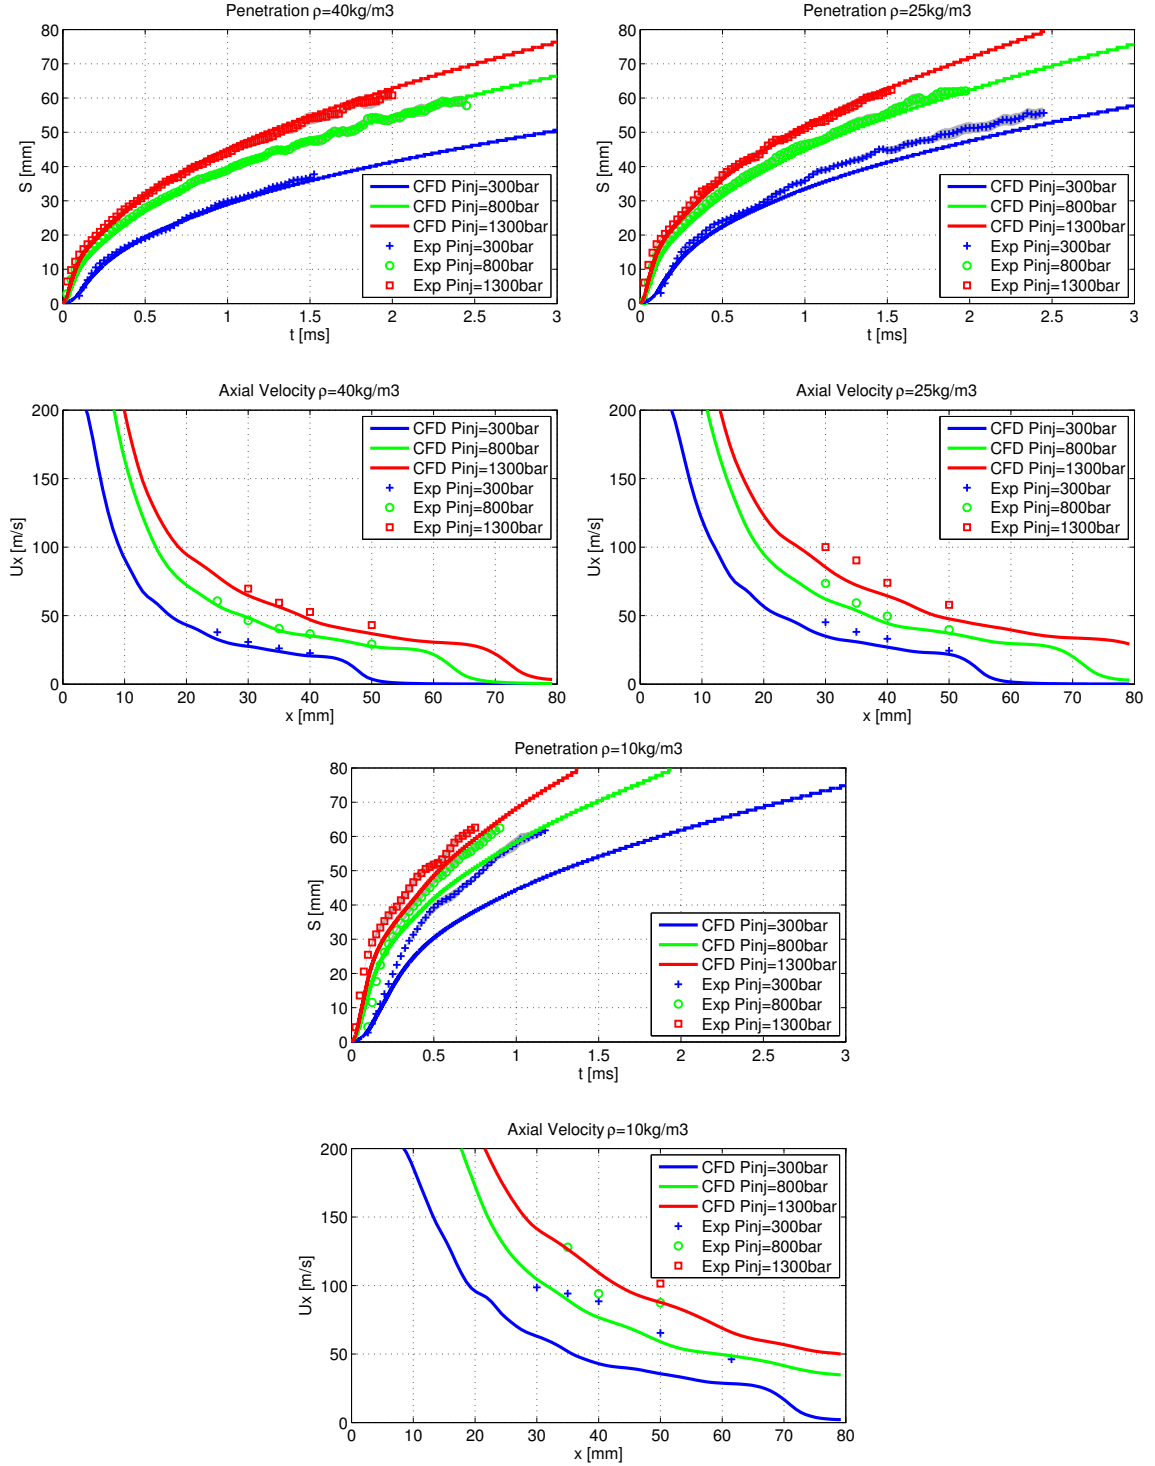 Penetration ρ=40kg/m3
80
70
60
50
40
30
20
10
0
S [mm]
0 0.5 1 1.5 2 2.5 3
t [ms]
CFD Pinj=300bar
CFD Pinj=800bar
CFD Pinj=1300bar
Exp Pinj=300bar
Exp Pinj=800bar
Exp Pinj=1300bar
Penetration ρ=25kg/m3
80
70
60
50
40
30
20
10
0
S [mm]
0 0.5 1 1.5 2 2.5 3
t [ms]
CFD Pinj=300bar
CFD Pinj=800bar
CFD Pinj=1300bar
Exp Pinj=300bar
Exp Pinj=800bar
Exp Pinj=1300bar
Axial Velocity ρ=40kg/m3
200
150
100
50
0
Ux [m/s]
0 10 20 30 40 50 60 70 80
x [mm]
CFD Pinj=300bar
CFD Pinj=800bar
CFD Pinj=1300bar
Exp Pinj=300bar
Exp Pinj=800bar
Exp Pinj=1300bar
Axial Velocity ρ=25kg/m3
200
150
100
50
0
Ux [m/s]
0 10 20 30 40 50 60 70 80
x [mm]
CFD Pinj=300bar
CFD Pinj=800bar
CFD Pinj=1300bar
Exp Pinj=300bar
Exp Pinj=800bar
Exp Pinj=1300bar
Penetration ρ=10kg/m3
80
70
60
50
40
30
20
10
0
S [mm]
0 0.5 1 1.5 2 2.5 3
t [ms]
CFD Pinj=300bar
CFD Pinj=800bar
CFD Pinj=1300bar
Exp Pinj=300bar
Exp Pinj=800bar
Exp Pinj=1300bar
Axial Velocity ρ=10kg/m3
200
150
100
50
0
Ux [m/s]
0 10 20 30 40 50 60 70 80
x [mm]
CFD Pinj=300bar
CFD Pinj=800bar
CFD Pinj=1300bar
Exp Pinj=300bar
Exp Pinj=800bar
Exp Pinj=1300bar